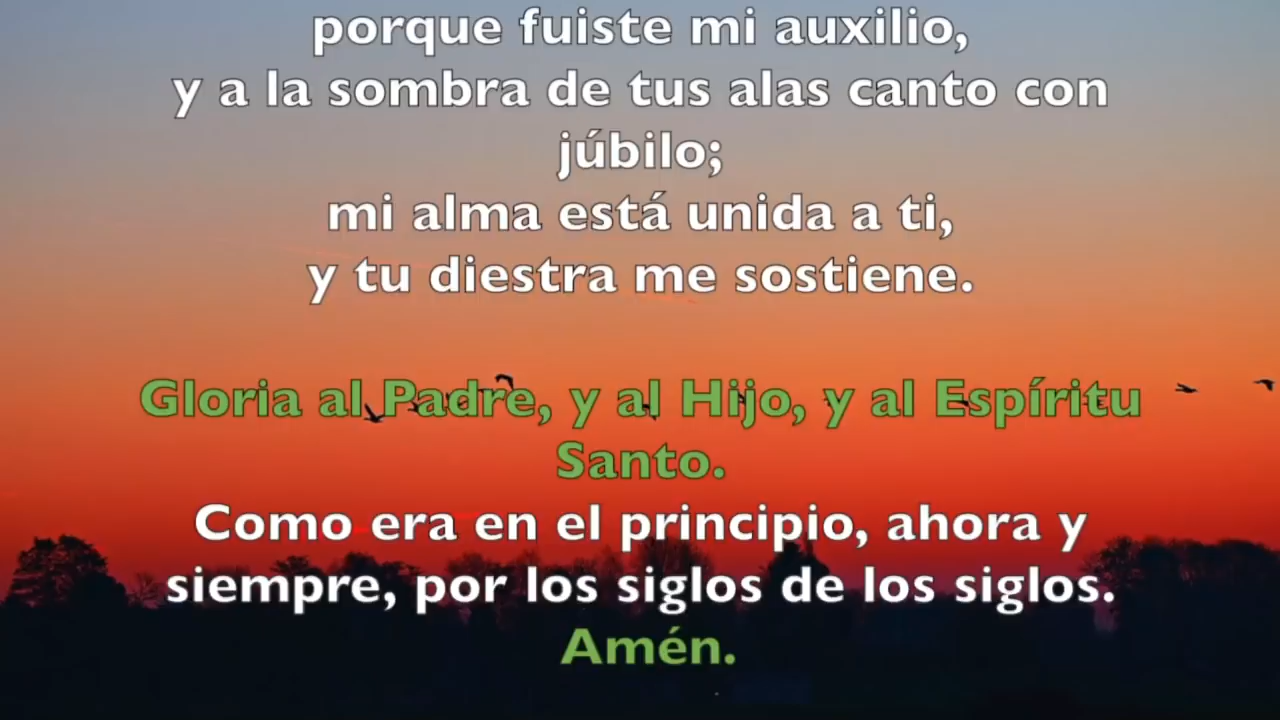 porque fuiste mi auxilio,
y a la sombra de tus alas canto con
júbilo;
mi alma está unida a ti,
y tu diestra me sostiene.
Gloria al Padre, y al Hijo, y al Espíritu
Santo.
Como era en el principio, ahora y
siempre, por los siglos de los siglos.
Amén.